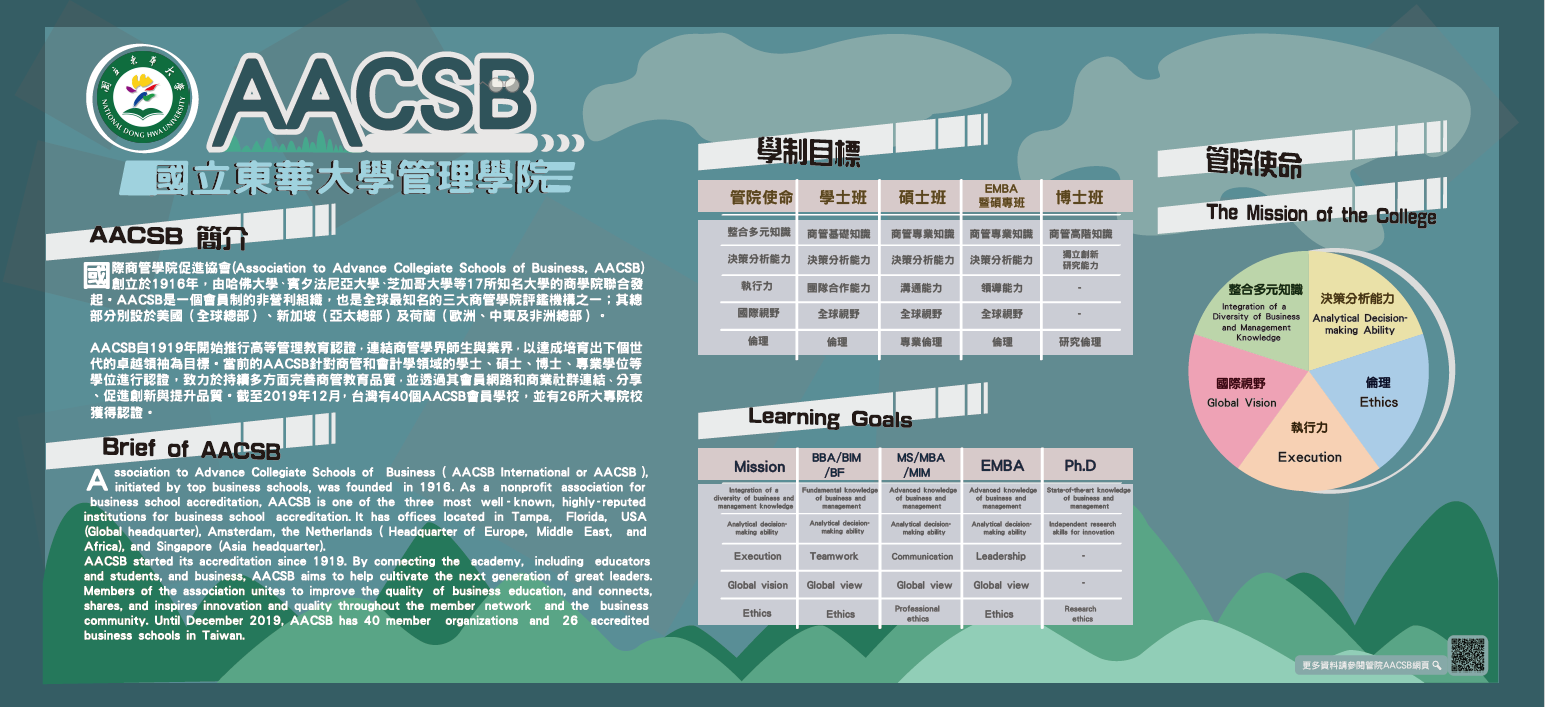 國立東華大學
NATIONAL DONG HWA UNIVERSITY
AACSB
國立東華大學管理學院
AACSB 簡介
國際商管學院促進協會(Association to Advance Collegiate Schools of Business, AACSB)
創立於1916年，由哈佛大學、賓夕法尼亞大學、芝加哥大學等17所知名大學的商學院聯合發
起。AACSB是一個會員制的非營利組織，也是全球最知名的三大商管學院評鑑機構之一；其總
部分別設於美國（全球總部）、新加坡（亞太總部）及荷蘭（歐洲、中東及非洲總部）。
AACSB自1919年開始推行高等管理教育認證，連結商管學界師生與業界，以達成培育出下個世
代的卓越領袖為目標。當前的AACSB針對商管和會計學領域的學士、碩士、博士、專業學位等
學位進行認證，致力於持續多方面完善商管教育品質，並透過其會員網路和商業社群連結、分享
、促進創新與提升品質。截至2019年12月，台灣有40個AACSB會員學校，並有26所大專院校
獲得認證。
Brief of AACSB
Association to Advance Collegiate Schools of Business ( AACSB International or AACSB ),
initiated by top business schools, was founded in 1916. As a nonprofit association for
business school accreditation, AACSB is one of the three most well-known, highly-reputed
institutions for business school accreditation. It has offices located in Tampa, Florida, USA
(Global headquarter), Amsterdam, the Netherlands ( Headquarter of Europe, Middle East, and
Africa), and Singapore (Asia headquarter).
AACSB started its accreditation since 1919. By connecting the academy, including educators
and students, and business, AACSB aims to help cultivate the next generation of great leaders.
Members of the association unites to improve the quality of business education, and connects,
shares, and inspires innovation and quality throughout the member network and the business
community. Until December 2019, AACSB has 40 member organizations and 26 accredited
business schools in Taiwan.
學制目標
管院使命 學士班 碩士班 EMBA 暨碩專班 博士班
整合多元知識 商管基礎知識 商管專業知識 商管專業知識 商管高階知識
決策分析能力 決策分析能力 決策分析能力 決策分析能力 獨立創新 研究能力
執行力 團隊合作能力 溝通能力 領導能力 -
國際視野 全球視野 全球視野 全球視野 -
倫理 倫理 專業倫理 倫理 研究倫理
Learning Goals
Mission BBA/BIM /BF MS/MBA /MIM EMBA Ph.D
Integration of a diversity of business and management knowledge Fundamental knowledge of business and management Advanced knowledge of business and management Advanced knowledge of business and management State-of-the-art knowledge of business and management
Analytical decision-making ability Analytical decision-making ability Analytical decision-making ability Analytical decision-making ability Independent research skills for innovation
Execution Teamwork Communication Leadership -
Global vision Global view Global view Global view -
Ethics Ethics Professional ethics Ethics Research ethics
管院使命
The Mission of the College
整合多元知識
Integration of a
Diversity of Business
and Management
Knowledge
決策分析能力
Analytical Decision-
making Ability
國際視野
Global Vision
倫理
Ethics
執行力
Execution
更多資料請參閱管院AACSB網頁